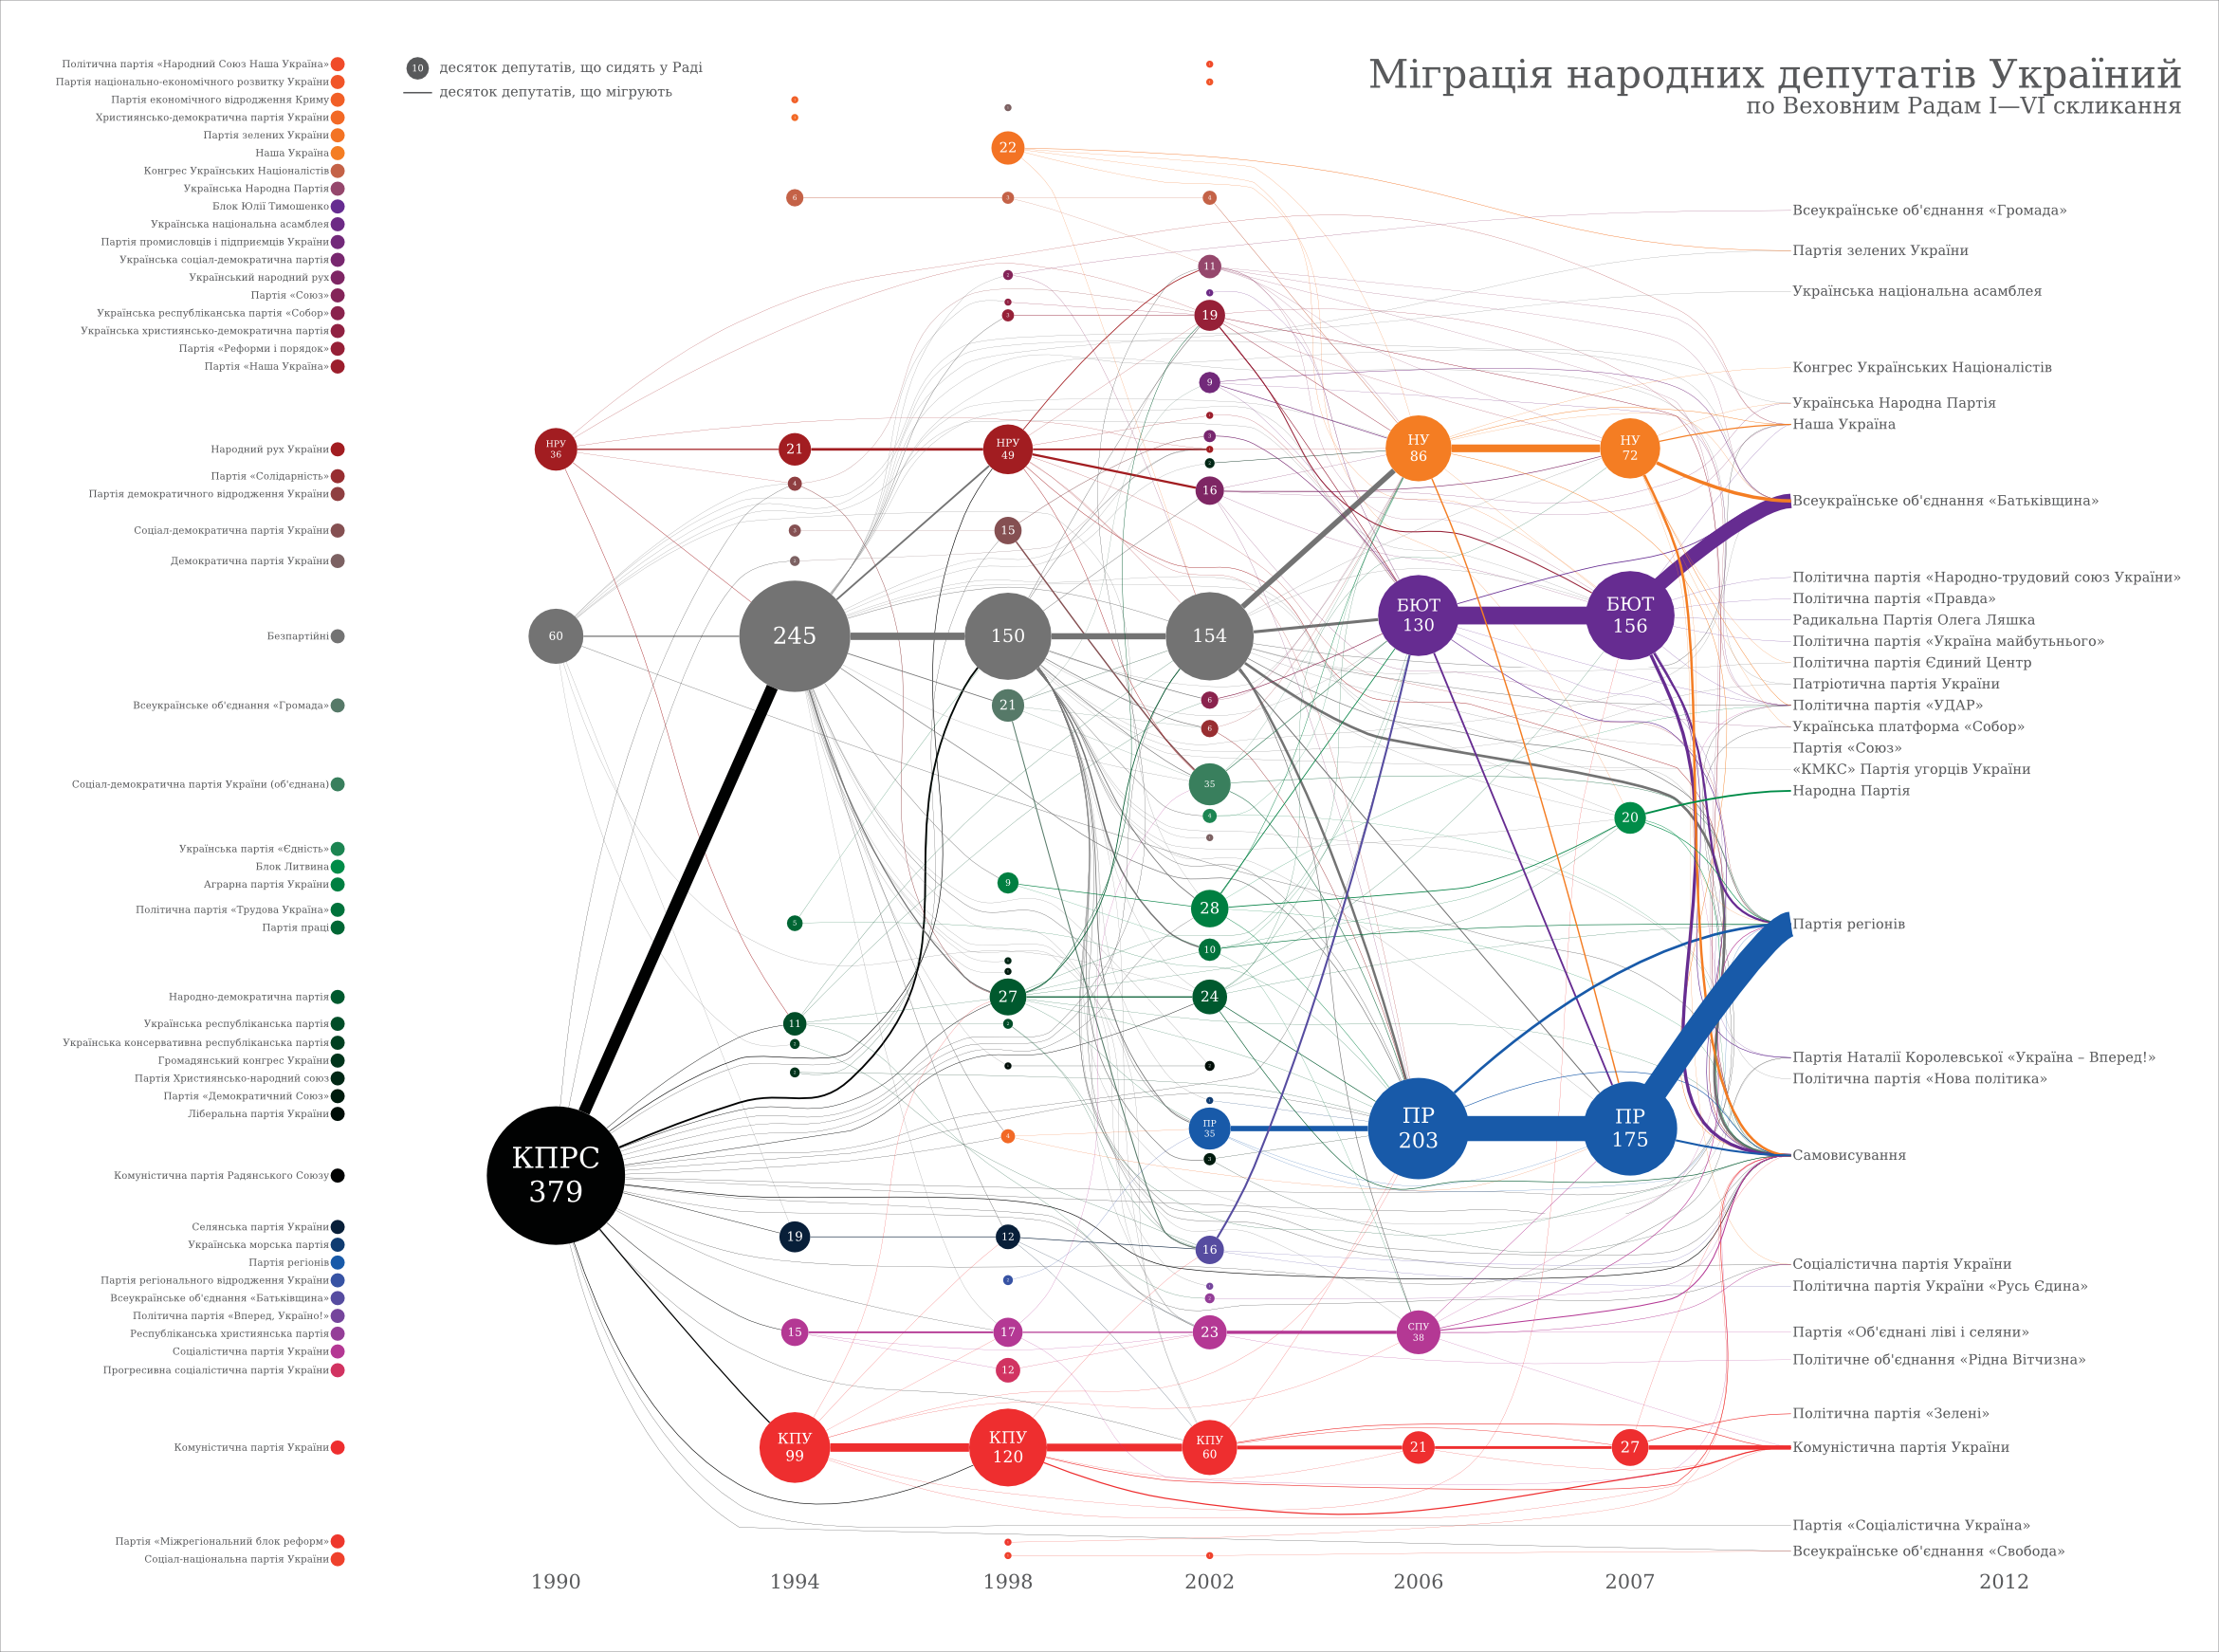 Міграція народних депутатів Україний
по Веховним Радам I—VI скликання
10 десяток депутатів, що сидять у Раді
десяток депутатів, що мігрують
Політична партія «Народний Союз Наша Україна»
Партія національно-економічного розвитку України
Партія економічного відродження Криму
Християнсько-демократична партія України
Партія зелених України
Наша Україна
Конгрес Українських Націоналістів
Українська Народна Партія
Блок Юлії Тимошенко
Українська національна асамблея
Партія промисловців і підприємців України
Українська соціал-демократична партія
Український народний рух
Партія «Союз»
Українська республіканська партія «Собор»
Українська християнсько-демократична партія
Партія «Реформи і порядок»
Партія «Наша Україна»
Народний рух України
Партія «Солідарність»
Партія демократичного відродження України
Соціал-демократична партія України
Демократична партія України
Безпартійні
Всеукраїнське об'єднання «Громада»
Соціал-демократична партія України (об'єднана)
Українська партія «Єдність»
Блок Литвина
Аграрна партія України
Політична партія «Трудова Україна»
Партія праці
Народно-демократична партія
Українська республіканська партія
Українська консервативна республіканська партія
Громадянський конгрес України
Партія Християнсько-народний союз
Партія «Демократичний Союз»
Ліберальна партія України
Комуністична партія Радянського Союзу
Селянська партія України
Українська морська партія
Партія регіонів
Партія регіонального відродження України
Всеукраїнське об'єднання «Батьківщина»
Політична партія «Вперед, Україно!»
Республіканська християнська партія
Соціалістична партія України
Прогресивна соціалістична партія України
Комуністична партія України
Партія «Міжрегіональний блок реформ»
Соціал-національна партія України
НРУ
36
60
КПРС
379
6
21
4
3
245
5
11
19
15
КПУ
99
22
3
3
НРУ
49
15
150
21
9
27
4
12
17
12
КПУ
120
4
11
19
9
3
16
154
6
6
35
4
28
10
24
ПР
35
3
16
23
КПУ
60
НУ
86
БЮТ
130
ПР
203
СПУ
38
21
НУ
72
БЮТ
156
20
ПР
175
27
Всеукраїнське об'єднання «Громада»
Партія зелених України
Українська національна асамблея
Конгрес Українських Націоналістів
Українська Народна Партія
Наша Україна
Всеукраїнське об'єднання «Батьківщина»
Політична партія «Народно-трудовий союз України»
Політична партія «Правда»
Радикальна Партія Олега Ляшка
Політична партія «Україна майбутнього»
Політична партія Єдиний Центр
Патріотична партія України
Політична партія «УДАР»
Українська платформа «Собор»
Партія «Союз»
«КМКС» Партія угорців України
Народна Партія
Партія регіонів
Партія Наталії Королевської «Україна – Вперед!»
Політична партія «Нова політика»
Самовисування
Соціалістична партія України
Політична партія України «Русь Єдина»
Партія «Об'єднані ліві і селяни»
Політичне об'єднання «Рідна Вітчизна»
Політична партія «Зелені»
Комуністична партія України
Партія «Соціалістична Україна»
Всеукраїнське об'єднання «Свобода»
1990
1994
1998
2002
2006
2007
2012